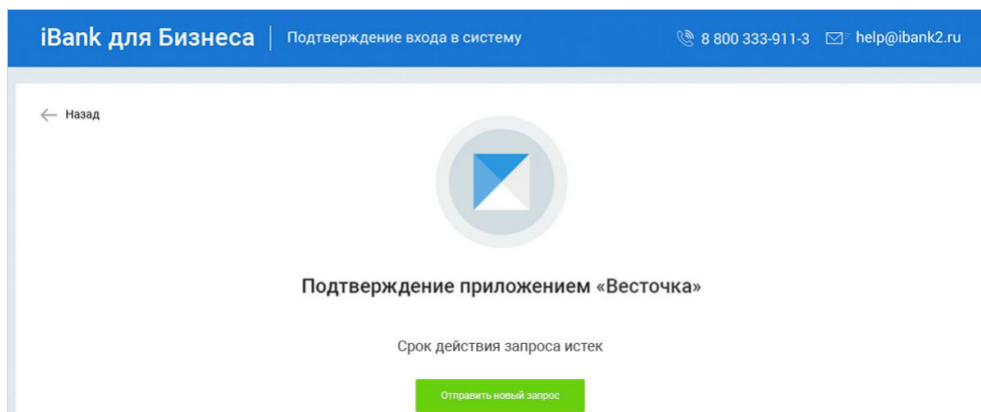 iBank для Бизнеса | Подтверждение входа в систему 8 800 333-911-3 help@ibank2.ru
Назад
Подтверждение приложением «Весточка»
Срок действия запроса истек
Отправить новый запрос